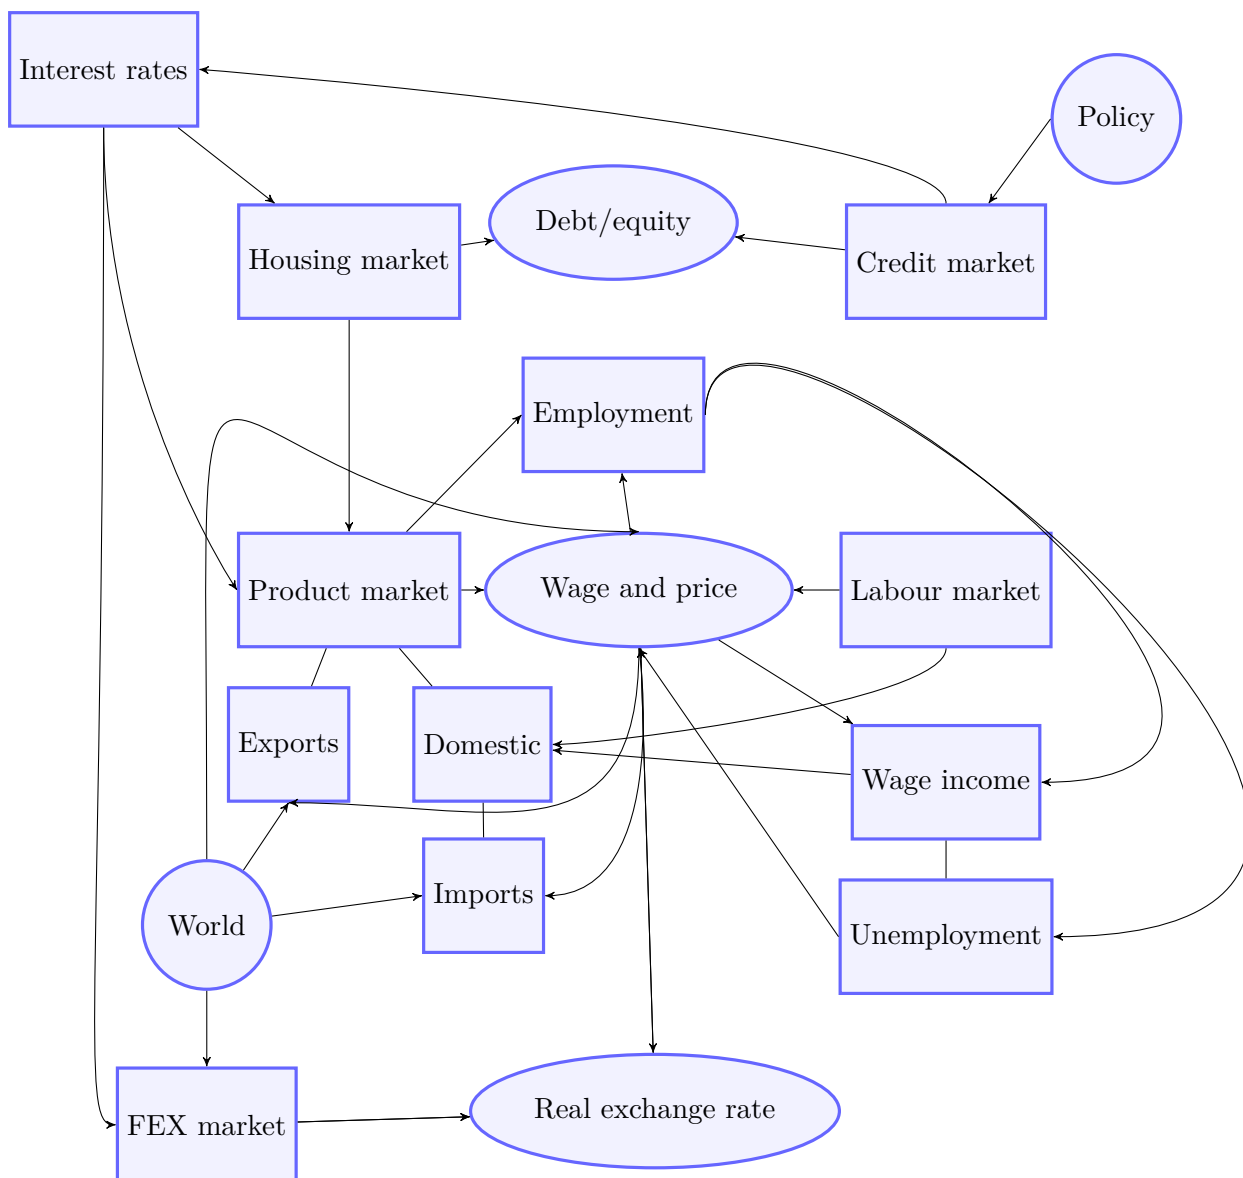 Interest rates
Policy
Debt/equity
Housing market
Credit market
Employment
Product market
Wage and price
Labour market
Exports
Domestic
Wage income
Imports
World
Unemployment
FEX market
Real exchange rate